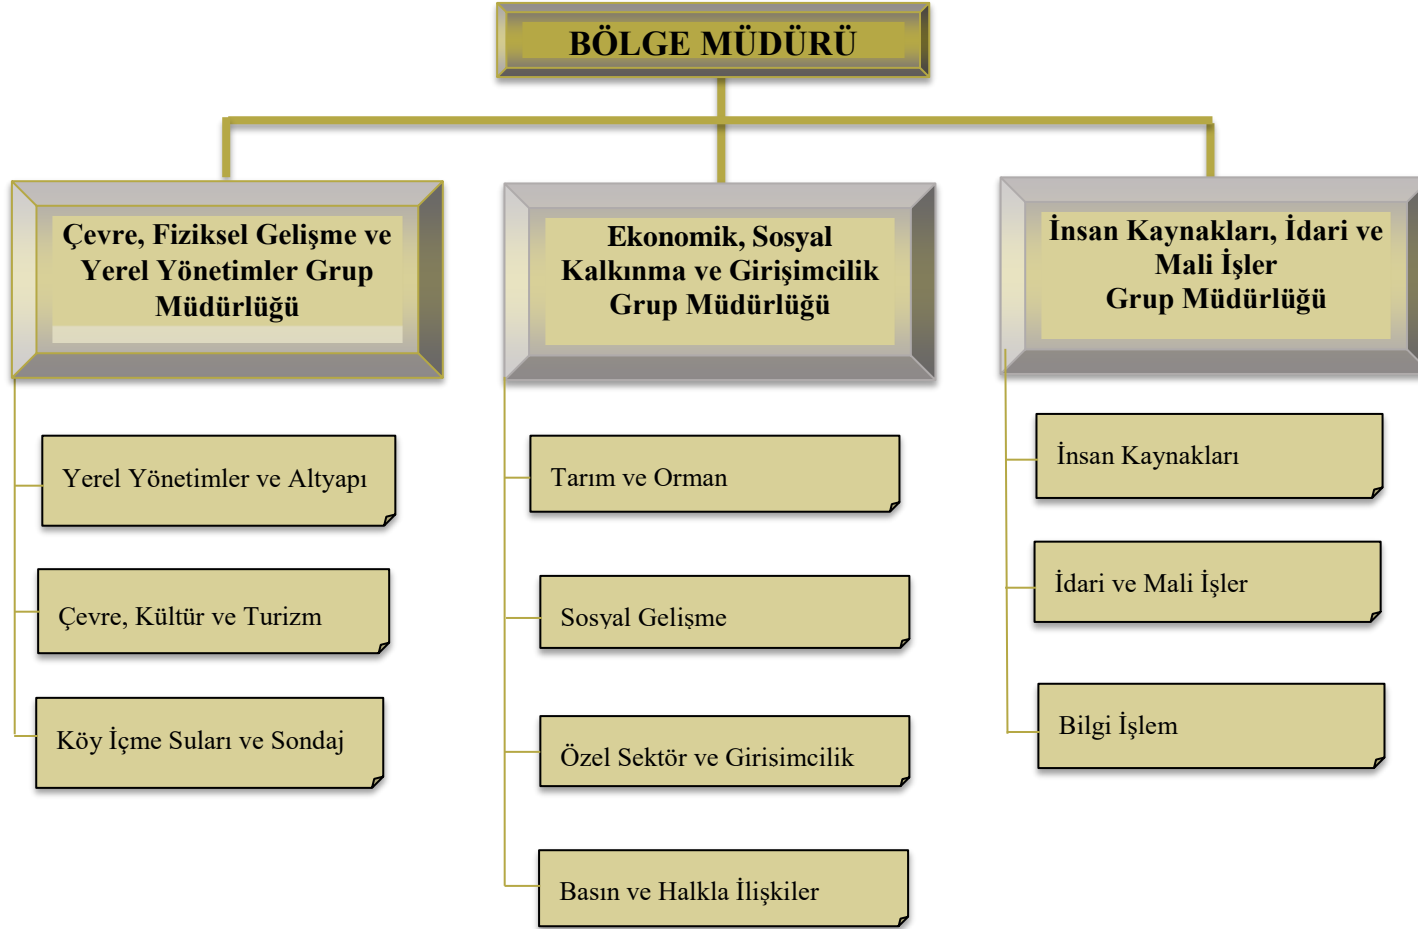 BÖLGE MÜDÜRÜ
Çevre, Fiziksel Gelişme ve
Yerel Yönetimler Grup
Müdürlüğü
Yerel Yönetimler ve Altyapı
Çevre, Kültür ve Turizm
Köy İçme Suları ve Sondaj
Ekonomik, Sosyal
Kalkınma ve Girişimcilik
Grup Müdürlüğü
Tarım ve Orman
Sosyal Gelişme
Özel Sektör ve Girisimcilik
Basın ve Halkla İlişkiler
İnsan Kaynakları, İdari ve
Mali İşler
Grup Müdürlüğü
İnsan Kaynakları
İdari ve Mali İşler
Bilgi İşlem